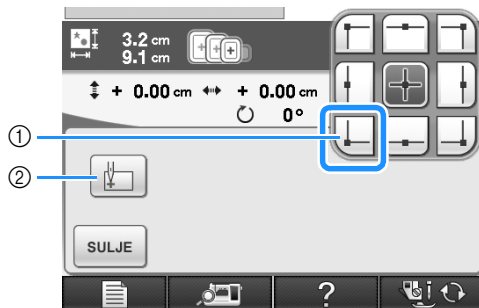 3.2 cm
9.1 cm
+ 0.00 cm + 0.00 cm
0°
①
②
SULJE
?